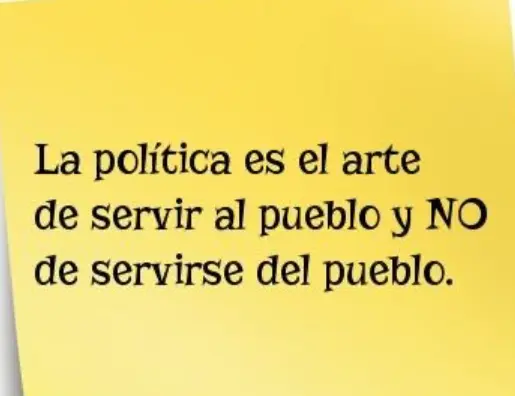 La política es el arte
de servir al pueblo y NO
de servirse del pueblo.